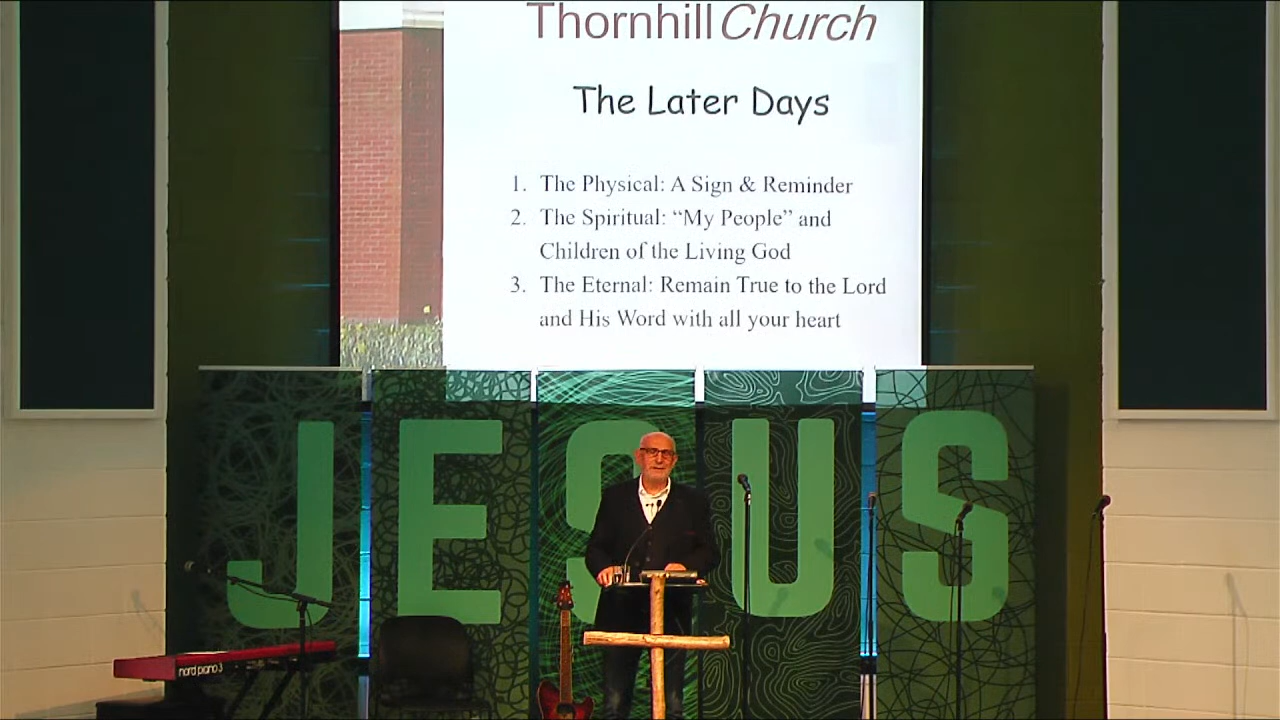 Thornhill Church
The Later Days
1. The Physical: A Sign & Reminder
2. The Spiritual: “My People” and
Children of the Living God
3. The Eternal: Remain True to the Lord
and His Word with all your heart
JESUS
nord piano 3